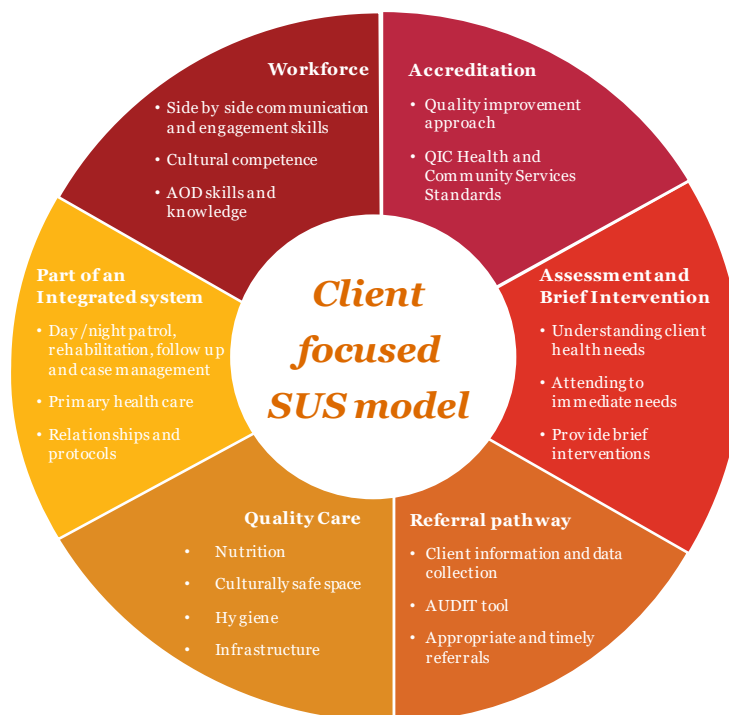 Workforce
• Side by side communication
and engagement skills
• Cultural competence
• AOD skills and
knowledge
Accreditation
• Quality improvement
approach
• QIC Health and
Community Services
Standards
Assessment and
Brief Intervention
• Understanding client
health needs
• Attending to
immediate needs
• Provide brief
interventions
Referral pathway
• Client information and data
collection
• AUDIT tool
• Appropriate and timely
referrals
Quality Care
• Nutrition
• Culturally safe space
• Hygiene
• Infrastructure
Part of an
Integrated system
• Day/night patrol,
rehabilitation, follow up
and case management
• Primary health care
• Relationships and
protocols
Client
focused
SUS model